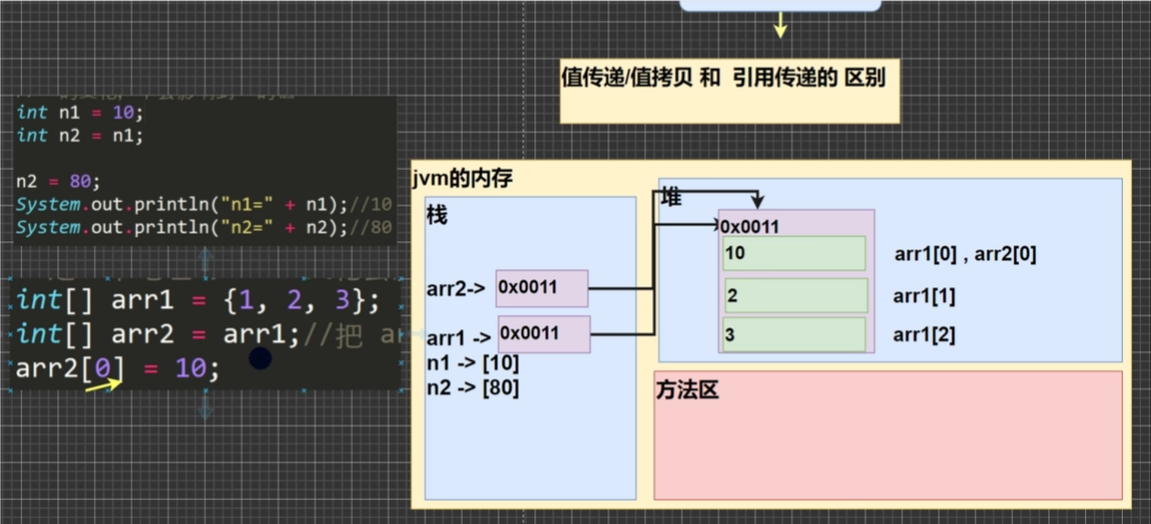 值传递/值拷贝 和 引用传递的 区别
int n1 = 10;
int n2 = n1;
n2 = 80;
System.out.println("n1=" + n1);//10
System.out.println("n2=" + n2);//80
int[] arr1 = {1, 2, 3};
int[] arr2 = arr1;//把 a
arr2[0] = 10;
jvm的内存
栈
arr2-> 0x0011
arr1 -> 0x0011
n1 -> [10]
n2 -> [80]
堆
0x0011
10 arr1[0] , arr2[0]
2 arr1[1]
3 arr1[2]
方法区